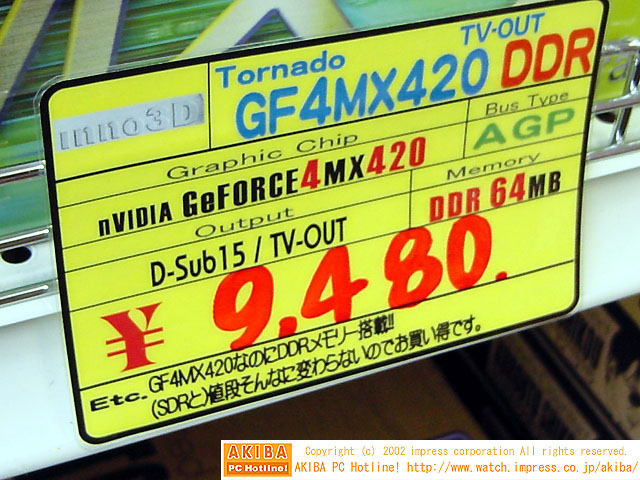 inno3D
Tornado
TV-OUT
GF4MX420 DDR
Graphic Chip
Bus Type
nVIDIA GeFORCE4MX420
AGP
Output
Memory
D-Sub15 / TV-OUT
DDR 64MB
¥ 9,480.
Etc. GF4MX420なのにDDRメモリー搭載!!
(SDRと)値段そんなに変わらないのでお買い得です。
AKIBA
PC Hotline!
Copyright (c) 2002 impress corporation All rights reserved.
AKIBA PC Hotline! http://www.watch.impress.co.jp/akiba/